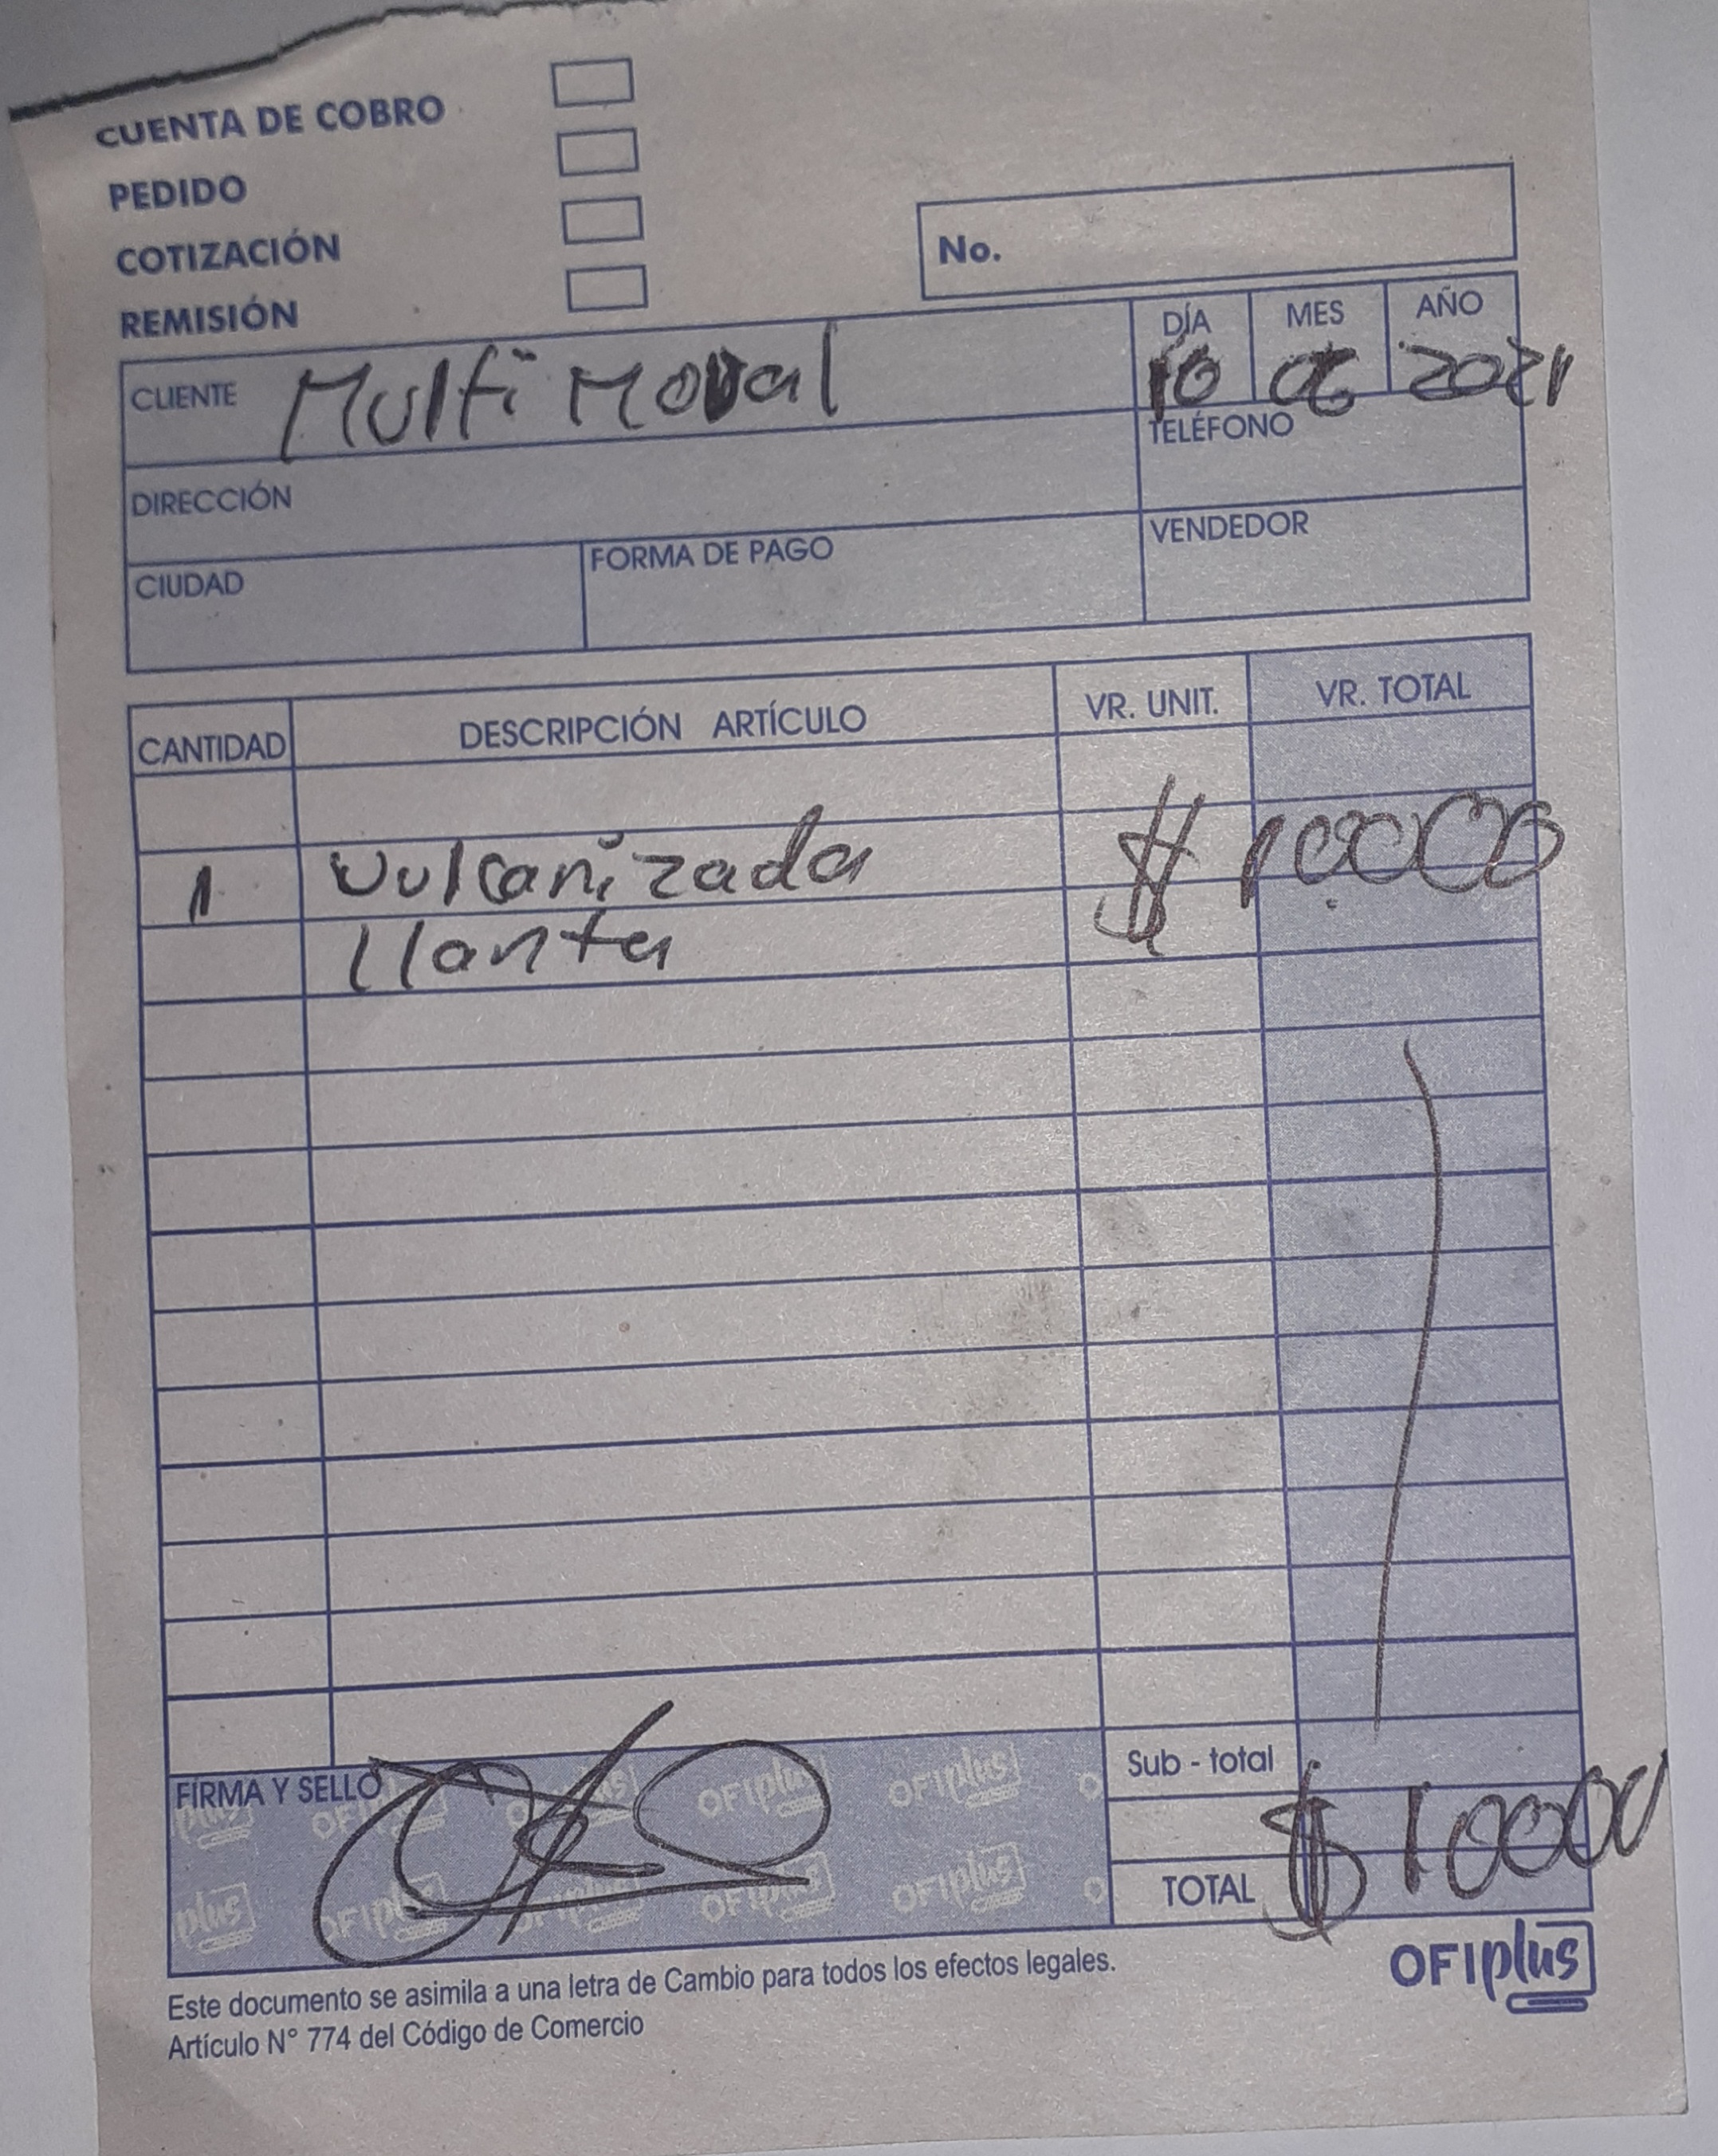 CUENTA DE COBRO
PEDIDO
COTIZACIÓN
REMISIÓN
No.
DÍA MES AÑO
CLIENTE Multi Modal 10 06 2021
DIRECCIÓN TELÉFONO
CIUDAD FORMA DE PAGO VENDEDOR
CANTIDAD DESCRIPCIÓN ARTÍCULO VR. UNIT. VR. TOTAL
1 Vulcanizada $ 10000
llanta
FIRMA Y SELLO Sub - total
TOTAL $ 10000
OFIplus
Este documento se asimila a una letra de Cambio para todos los efectos legales.
Artículo N° 774 del Código de Comercio